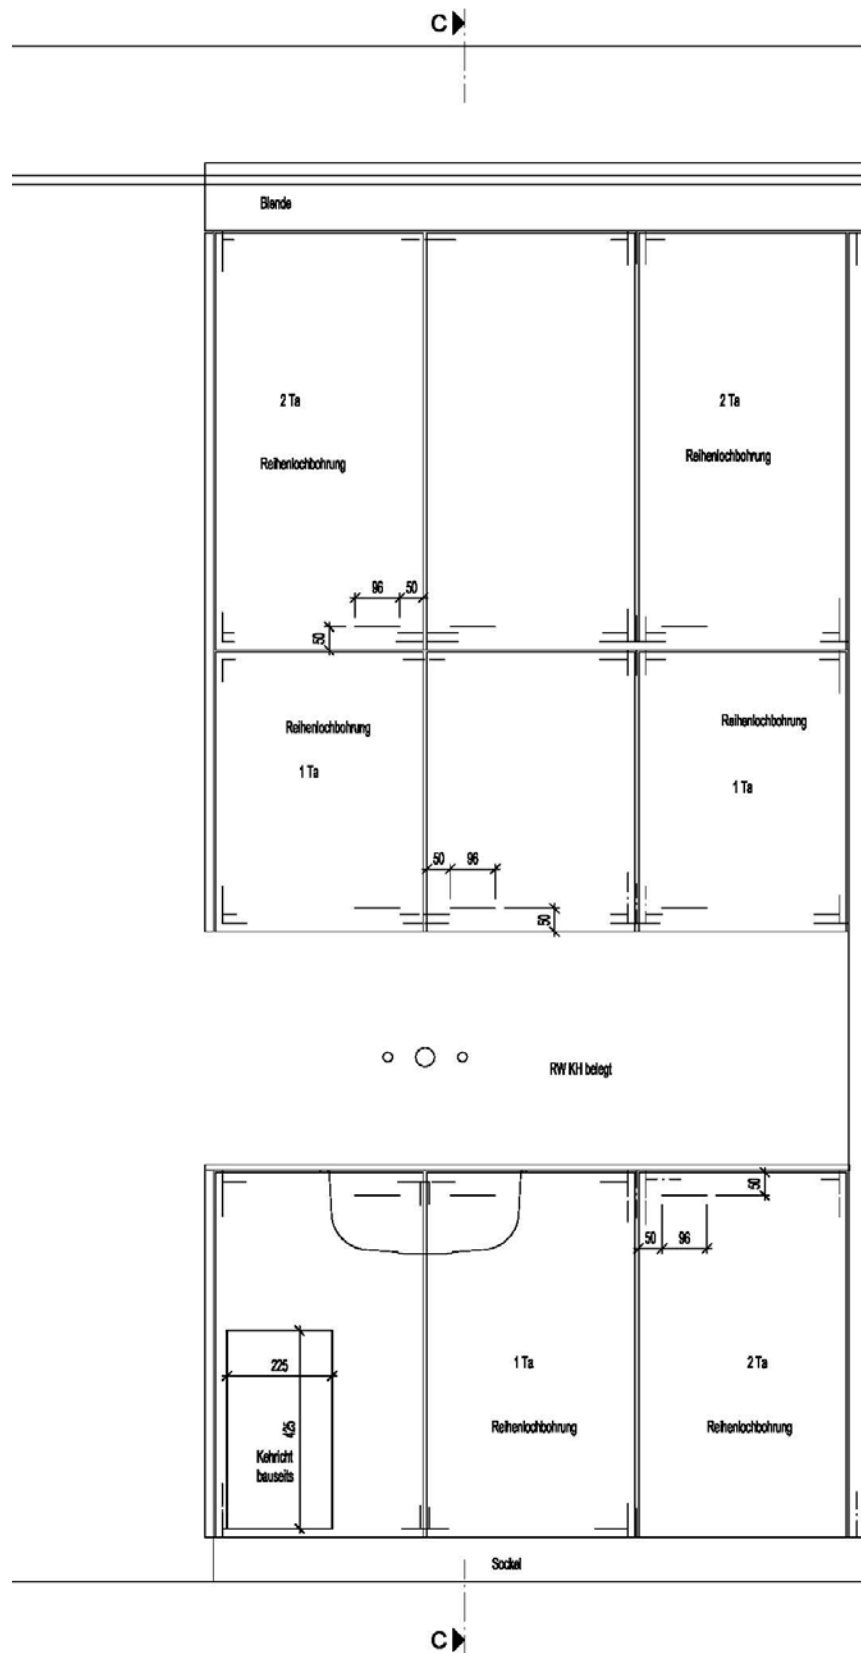 C
Blende
2 Ta
2 Ta
Reihenlochbohrung
Reihenlochbohrung
96
50
50
Reihenlochbohrung
Reihenlochbohrung
1 Ta
1 Ta
50
96
50
RW KH belegt
50
50
96
225
425
1 Ta
2 Ta
Kehricht
bauseits
Reihenlochbohrung
Reihenlochbohrung
Sockel
C